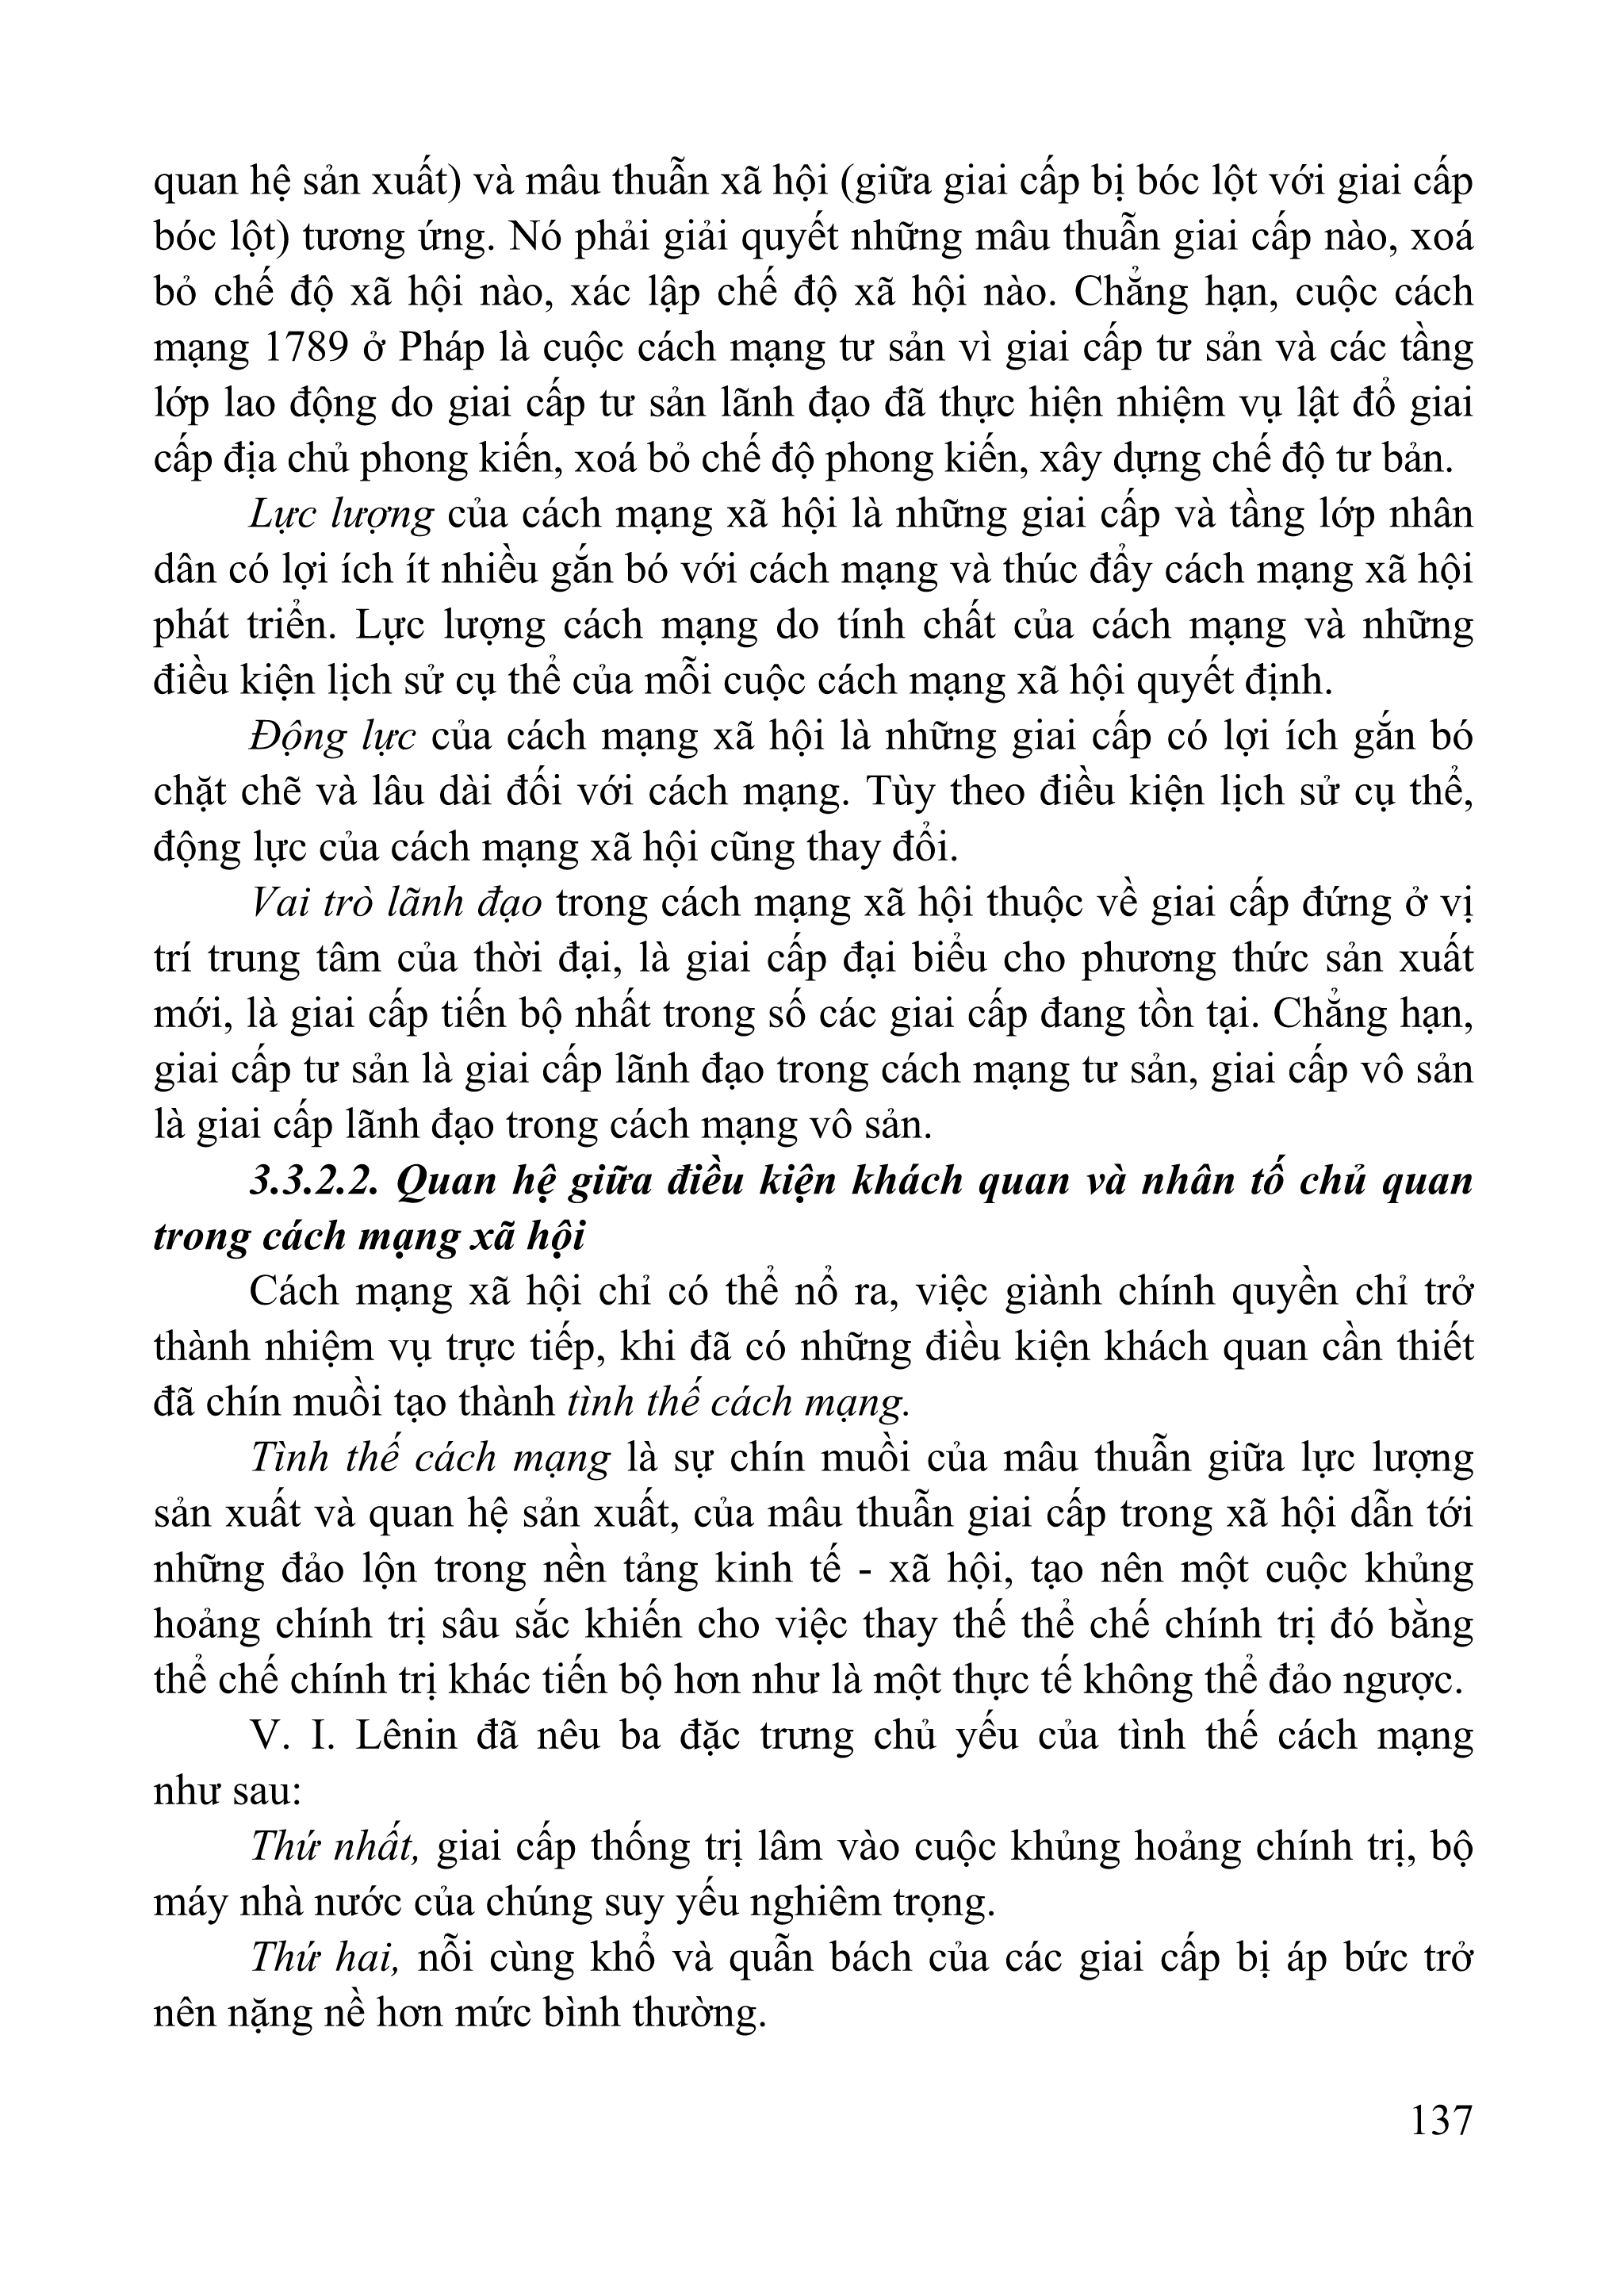 quan hệ sản xuất) và mâu thuẫn xã hội (giữa giai cấp bị bóc lột với giai cấp
bóc lột) tương ứng. Nó phải giải quyết những mâu thuẫn giai cấp nào, xoá
bỏ chế độ xã hội nào, xác lập chế độ xã hội nào. Chẳng hạn, cuộc cách
mạng 1789 ở Pháp là cuộc cách mạng tư sản vì giai cấp tư sản và các tầng
lớp lao động do giai cấp tư sản lãnh đạo đã thực hiện nhiệm vụ lật đổ giai
cấp địa chủ phong kiến, xoá bỏ chế độ phong kiến, xây dựng chế độ tư bản.
Lực lượng của cách mạng xã hội là những giai cấp và tầng lớp nhân
dân có lợi ích ít nhiều gắn bó với cách mạng và thúc đẩy cách mạng xã hội
phát triển. Lực lượng cách mạng do tính chất của cách mạng và những
điều kiện lịch sử cụ thể của mỗi cuộc cách mạng xã hội quyết định.
Động lực của cách mạng xã hội là những giai cấp có lợi ích gắn bó
chặt chẽ và lâu dài đối với cách mạng. Tùy theo điều kiện lịch sử cụ thể,
động lực của cách mạng xã hội cũng thay đổi.
Vai trò lãnh đạo trong cách mạng xã hội thuộc về giai cấp đứng ở vị
trí trung tâm của thời đại, là giai cấp đại biểu cho phương thức sản xuất
mới, là giai cấp tiến bộ nhất trong số các giai cấp đang tồn tại. Chẳng hạn,
giai cấp tư sản là giai cấp lãnh đạo trong cách mạng tư sản, giai cấp vô sản
là giai cấp lãnh đạo trong cách mạng vô sản.
3.3.2.2. Quan hệ giữa điều kiện khách quan và nhân tố chủ quan
trong cách mạng xã hội
Cách mạng xã hội chỉ có thể nổ ra, việc giành chính quyền chỉ trở
thành nhiệm vụ trực tiếp, khi đã có những điều kiện khách quan cần thiết
đã chín muồi tạo thành tình thế cách mạng.
Tình thế cách mạng là sự chín muồi của mâu thuẫn giữa lực lượng
sản xuất và quan hệ sản xuất, của mâu thuẫn giai cấp trong xã hội dẫn tới
những đảo lộn trong nền tảng kinh tế - xã hội, tạo nên một cuộc khủng
hoảng chính trị sâu sắc khiến cho việc thay thế thể chế chính trị đó bằng
thể chế chính trị khác tiến bộ hơn như là một thực tế không thể đảo ngược.
V. I. Lênin đã nêu ba đặc trưng chủ yếu của tình thế cách mạng
như sau:
Thứ nhất, giai cấp thống trị lâm vào cuộc khủng hoảng chính trị, bộ
máy nhà nước của chúng suy yếu nghiêm trọng.
Thứ hai, nỗi cùng khổ và quẫn bách của các giai cấp bị áp bức trở
nên nặng nề hơn mức bình thường.
137